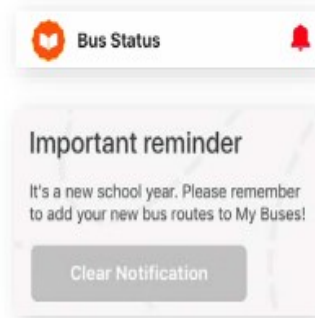 Bus Status
Important reminder
It's a new school year. Please remember
to add your new bus routes to My Buses!
Clear Notification